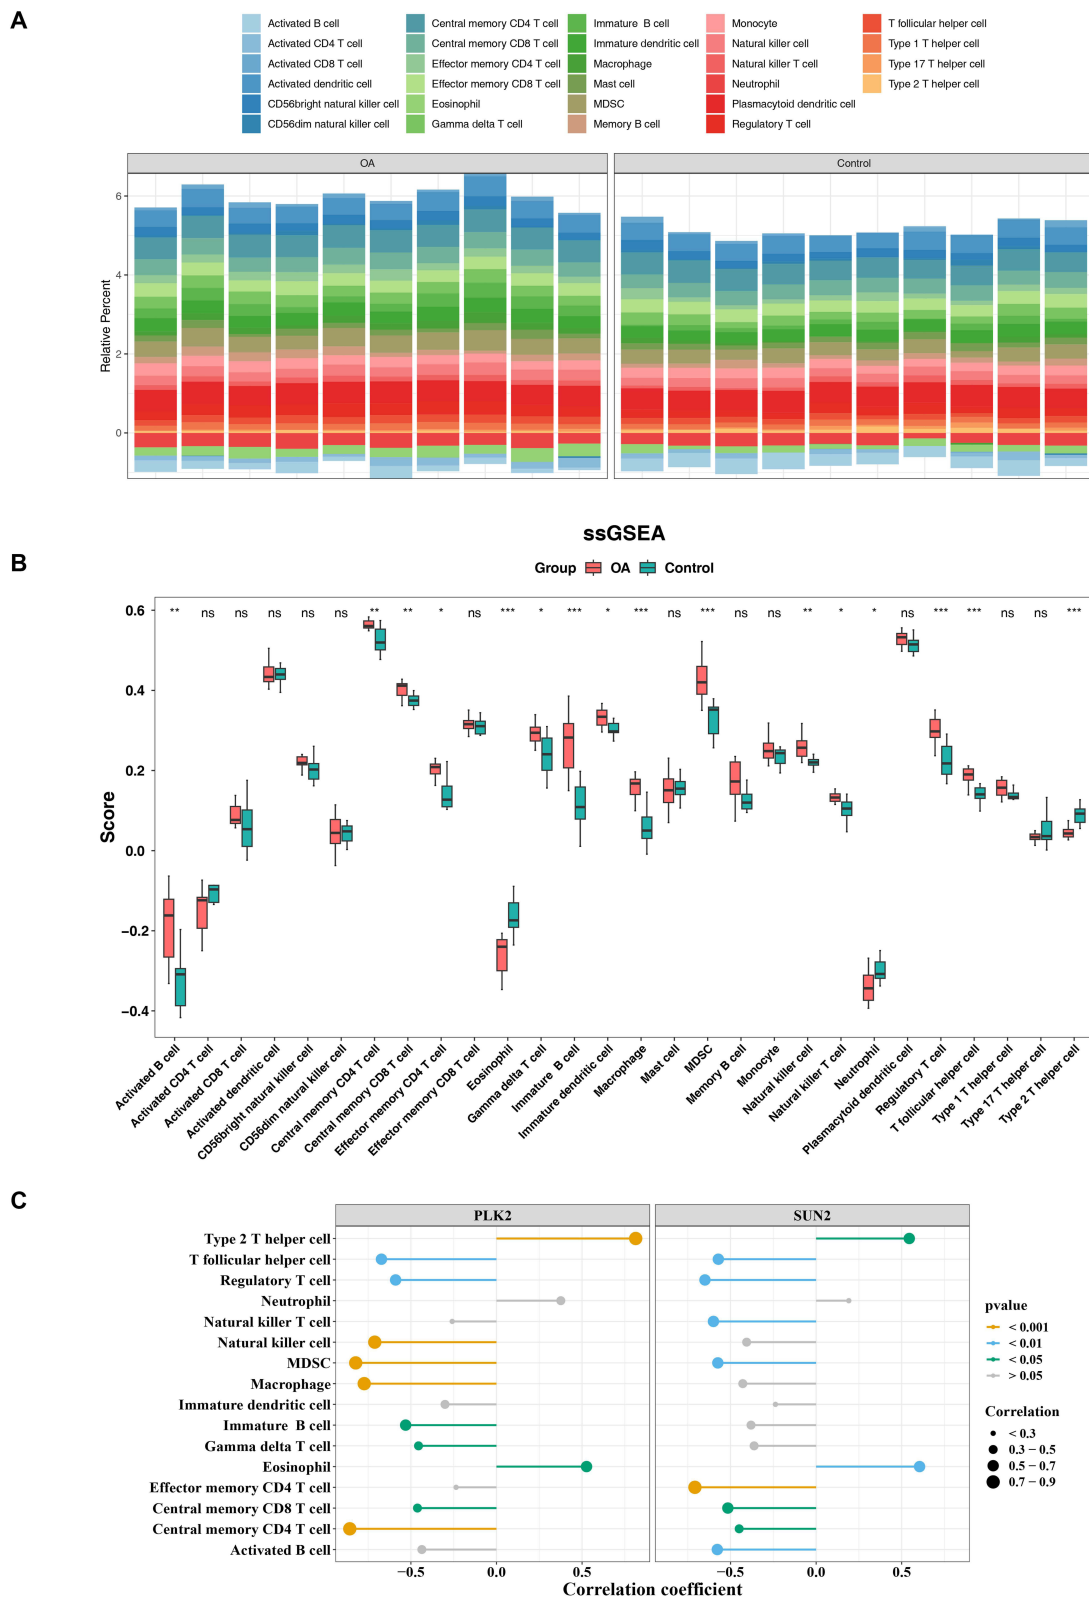 A
Activated B cell
Activated CD4 T cell
Activated CD8 T cell
Activated dendritic cell
CD56bright natural killer cell
CD56dim natural killer cell
Central memory CD4 T cell
Central memory CD8 T cell
Effector memory CD4 T cell
Effector memory CD8 T cell
Eosinophil
Gamma delta T cell
Immature B cell
Immature dendritic cell
Macrophage
Mast cell
MDSC
Memory B cell
Monocyte
Natural killer cell
Natural killer T cell
Neutrophil
Plasmacytoid dendritic cell
Regulatory T cell
T follicular helper cell
Type 1 T helper cell
Type 17 T helper cell
Type 2 T helper cell
OA
Control
Relative Percent
6
4
2
0
B
ssGSEA
Group OA Control
** ns ns ns ns ns ** ** * ns *** * *** * *** ns *** ns ns ** * * ns *** *** ns ns ***
Score
0.6
0.4
0.2
0.0
−0.2
−0.4
Activated B cell
Activated CD4 T cell
Activated CD8 T cell
Activated dendritic cell
CD56bright natural killer cell
CD56dim natural killer cell
Central memory CD4 T cell
Central memory CD8 T cell
Effector memory CD4 T cell
Effector memory CD8 T cell
Eosinophil
Gamma delta T cell
Immature B cell
Immature dendritic cell
Macrophage
Mast cell
MDSC
Memory B cell
Monocyte
Natural killer cell
Natural killer T cell
Neutrophil
Plasmacytoid dendritic cell
Regulatory T cell
T follicular helper cell
Type 1 T helper cell
Type 17 T helper cell
Type 2 T helper cell
C
PLK2
SUN2
Type 2 T helper cell
T follicular helper cell
Regulatory T cell
Neutrophil
Natural killer T cell
Natural killer cell
MDSC
Macrophage
Immature dendritic cell
Immature B cell
Gamma delta T cell
Eosinophil
Effector memory CD4 T cell
Central memory CD8 T cell
Central memory CD4 T cell
Activated B cell
−0.5 0.0 0.5
−0.5 0.0 0.5
Correlation coefficient
pvalue
< 0.001
< 0.01
< 0.05
> 0.05
Correlation
< 0.3
0.3 − 0.5
0.5 − 0.7
0.7 − 0.9